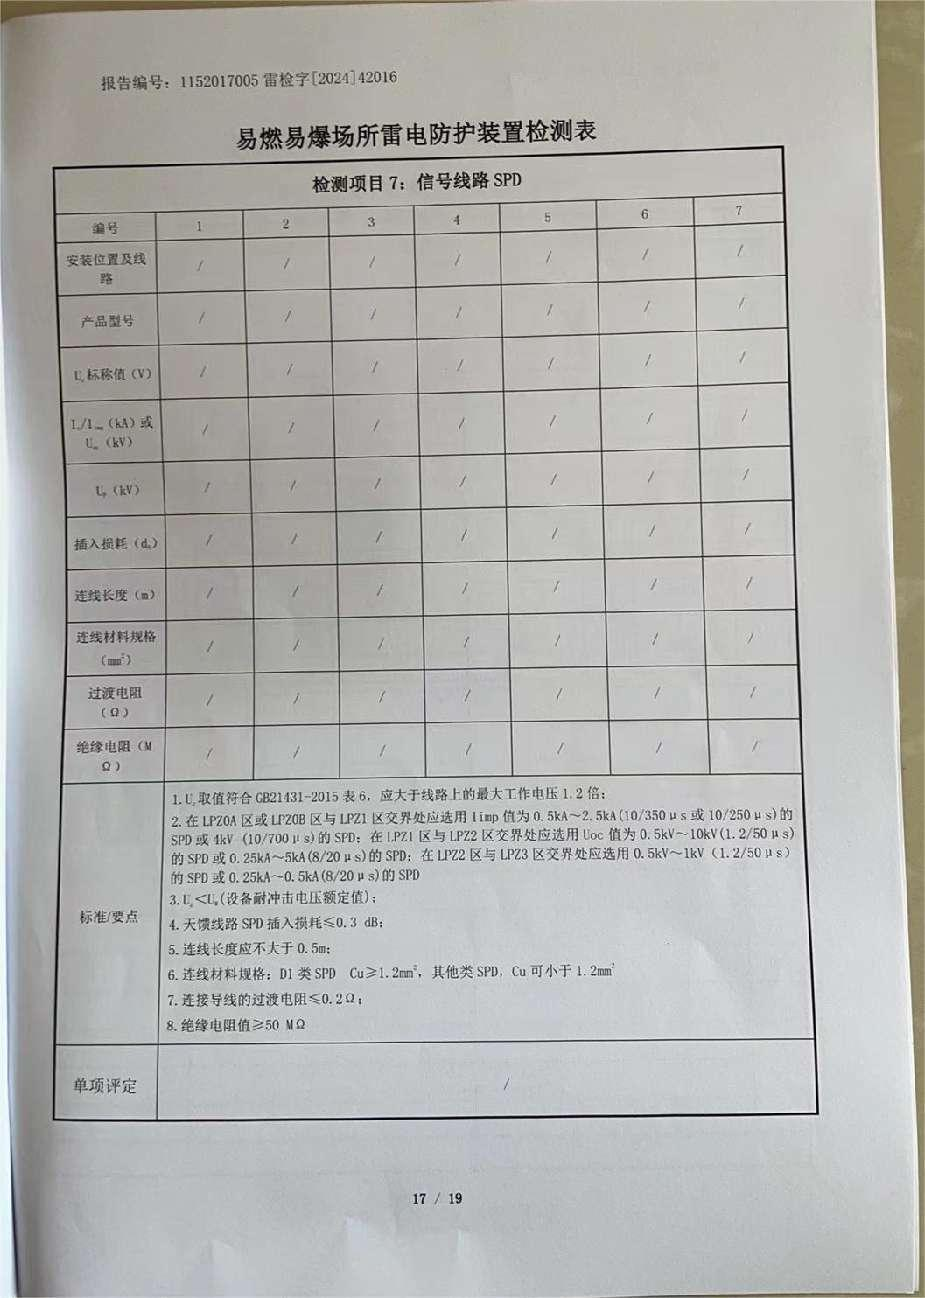 报告编号：1152017005 雷检字[2024]42016
易燃易爆场所雷电防护装置检测表
检测项目 7：信号线路 SPD
编号 1 2 3 4 5 6 7
安装位置及线
路 / / / / / / /
产品型号 / / / / / / /
标称值（V） / / / / / / /
（kA）或
（kV） / / / / / / /
Up（kV） / / / / / / /
插入损耗（ / / / / / / /
连线长度（m） / / / / / / /
连线材料规格
（mm²） / / / / / / /
过渡电阻
（Ω） / / / / / / /
绝缘电阻（M
Ω） / / / / / / /
标准/要点
1. 取值符合 GB21431-2015 表 6，应大于线路上的最大工作电压 1.2 倍；
2. 在 LPZ0A 区或 LPZ0B 区与 LPZ1 区交界处应选用 Iimp 值为 0.5kA～2.5kA(10/350μs 或 10/250μs)的
SPD 或 4kV (10/700μs)的 SPD；在 LPZ1 区与 LPZ2 区交界处应选用 Uoc 值为 0.5kV～10kV(1.2/50μs)
的 SPD 或 0.25kA～5kA(8/20μs)的 SPD；在 LPZ2 区与 LPZ3 区交界处应选用 0.5kV～1kV（1.2/50μs）
的 SPD 或 0.25kA～0.5kA(8/20μs)的 SPD
3. Up＜Uw(设备耐冲击电压额定值)；
4. 天馈线路 SPD 插入损耗≤0.3 dB；
5. 连线长度应不大于 0.5m；
6. 连线材料规格：D1 类 SPD Cu≥1.2mm²，其他类 SPD，Cu 可小于 1.2mm²
7. 连接导线的过渡电阻≤0.2Ω；
8. 绝缘电阻值≥50 MΩ
单项评定 /
17 / 19